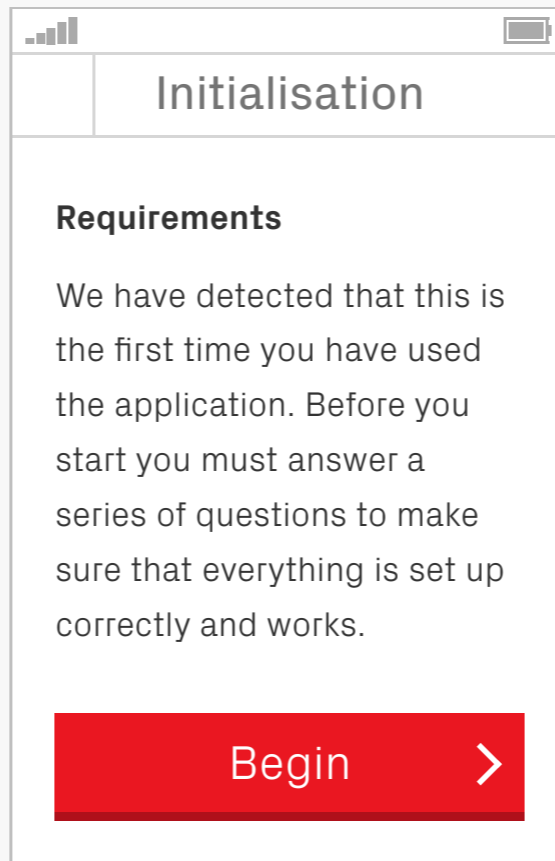 Initialisation
Requirements
We have detected that this is
the first time you have used
the application. Before you
start you must answer a
series of questions to make
sure that everything is set up
correctly and works.
Begin